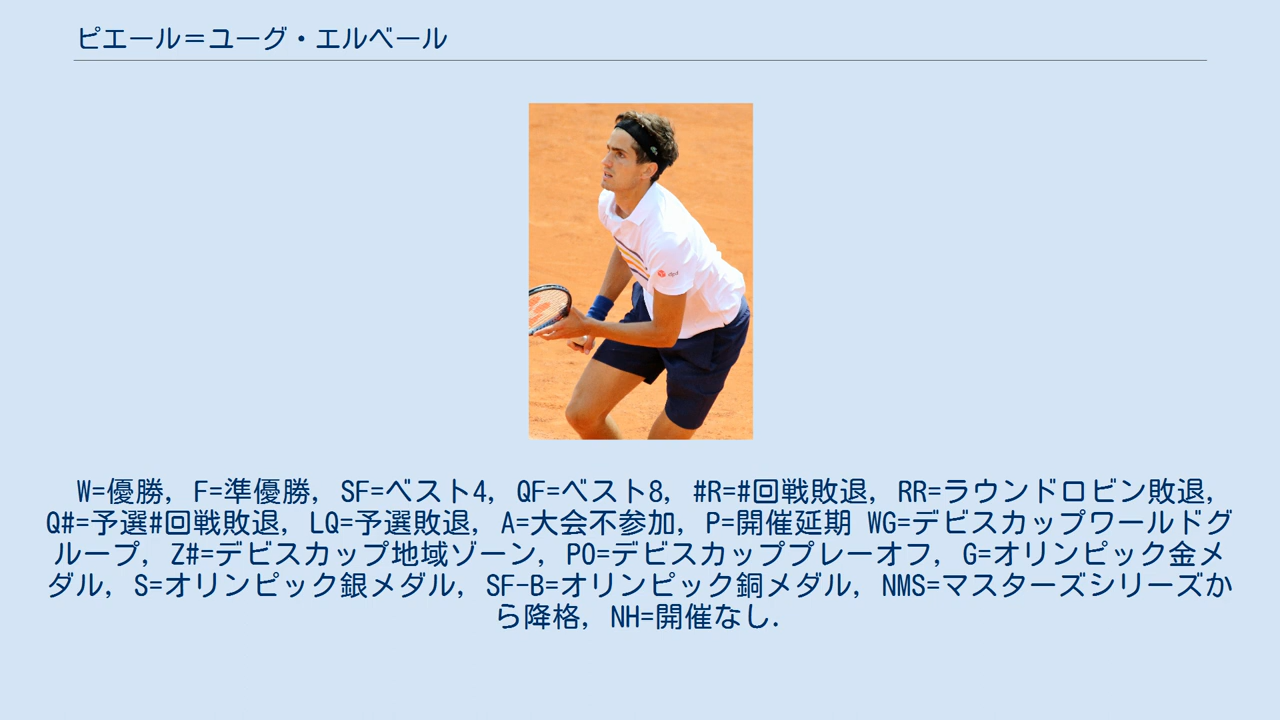 ピエール＝ユーグ・エルベール
W=優勝, F=準優勝, SF=ベスト4, QF=ベスト8, #R=#回戦敗退, RR=ラウンドロビン敗退,
Q#=予選#回戦敗退, LQ=予選敗退, A=大会不参加, P=開催延期 WG=デビスカップワールドグ
ループ, Z#=デビスカップ地域ゾーン, PO=デビスカッププレーオフ, G=オリンピック金メ
ダル, S=オリンピック銀メダル, SF-B=オリンピック銅メダル, NMS=マスターズシリーズか
ら降格, NH=開催なし.